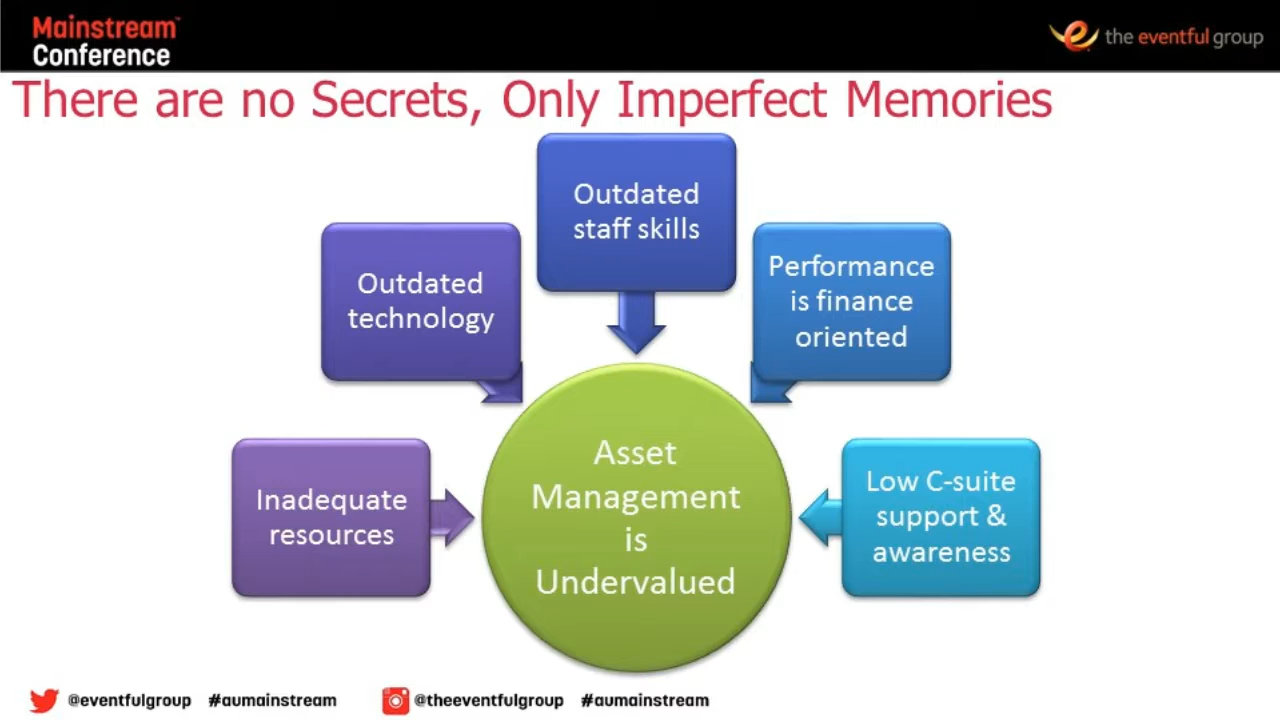 Mainstream™
Conference
the eventful group
There are no Secrets, Only Imperfect Memories
Outdated
staff skills
Outdated
technology
Performance
is finance
oriented
Inadequate
resources
Asset
Management
is
Undervalued
Low C-suite
support &
awareness
@eventfulgroup #aumainstream @theeventfulgroup #aumainstream